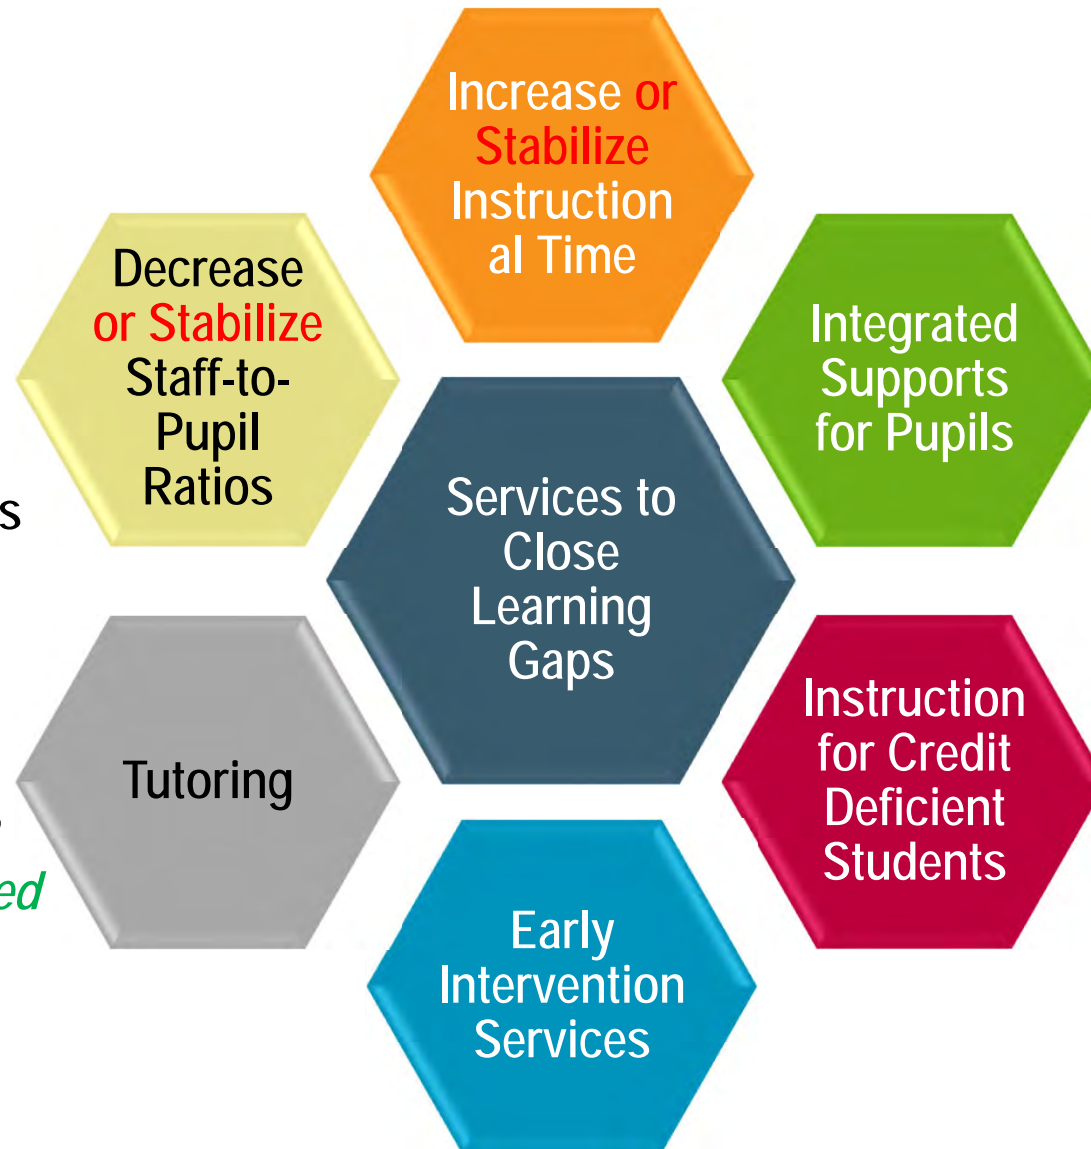 Increase or
Stabilize
Instruction
al Time
Decrease
or Stabilize
Staff-to-
Pupil
Ratios
Integrated
Supports
for Pupils
Services to
Close
Learning
Gaps
Tutoring
Instruction
for Credit
Deficient
Students
Early
Intervention
Services
s
ed